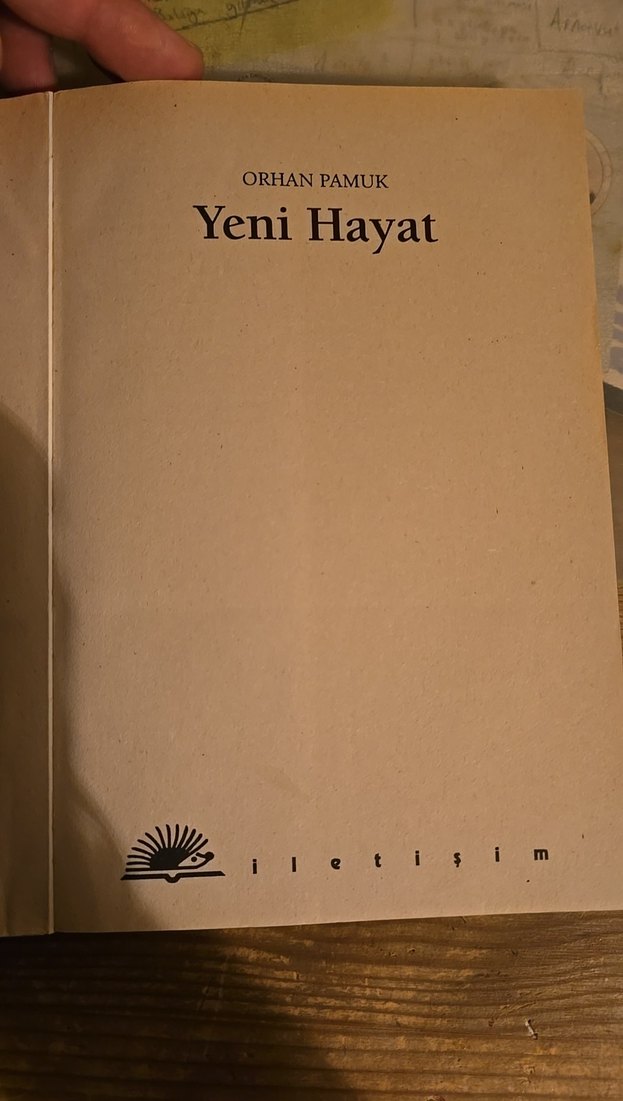 ORHAN PAMUK
Yeni Hayat
iletişim